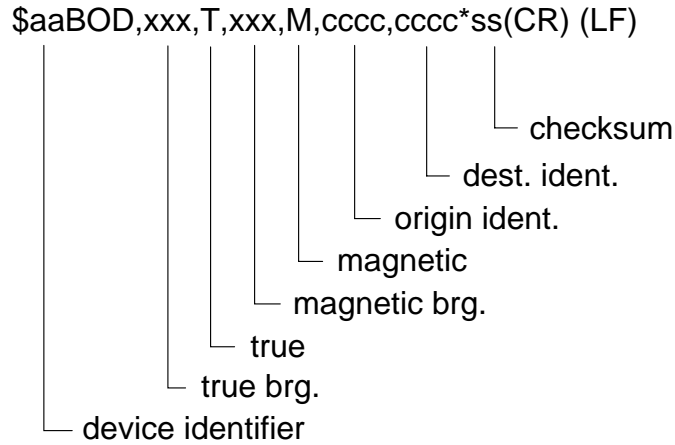 $aaBOD,xxx,T,xxx,M,cccc,cccc*ss(CR) (LF)
checksum
dest. ident.
origin ident.
magnetic
magnetic brg.
true
true brg.
device identifier